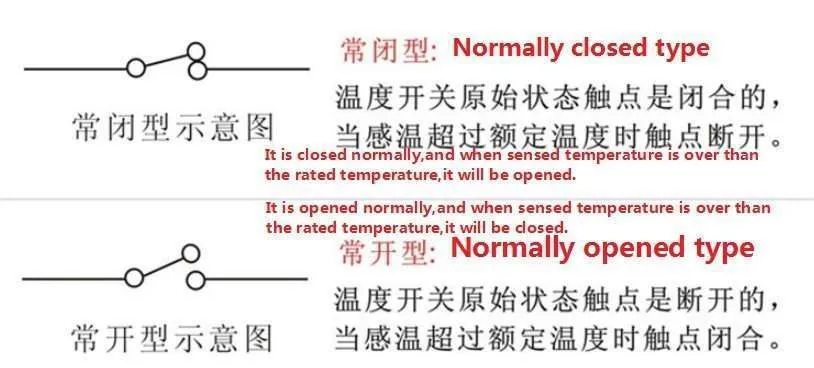 常闭型: Normally closed type
温度开关原始状态触点是闭合的，
当感温超过额定温度时触点断开。
常闭型示意图
It is closed normally,and when sensed temperature is over than
the rated temperature,it will be opened.
It is opened normally,and when sensed temperature is over than
the rated temperature,it will be closed.
常开型: Normally opened type
温度开关原始状态触点是断开的，
当感温超过额定温度时触点闭合。
常开型示意图